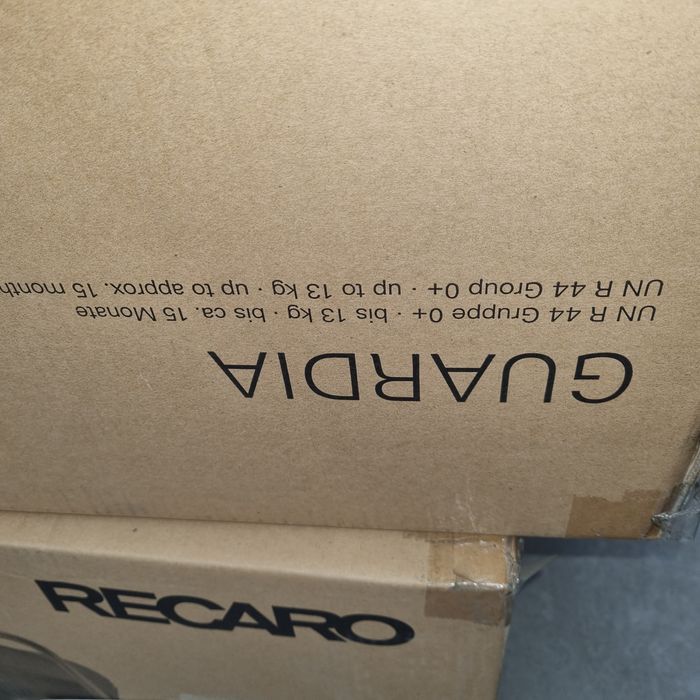 GUARDIA
UN R 44 Gruppe 0+ · bis 13 kg · bis ca. 15 Monate
UN R 44 Group 0+ · up to 13 kg · up to approx. 15 month
RECARO